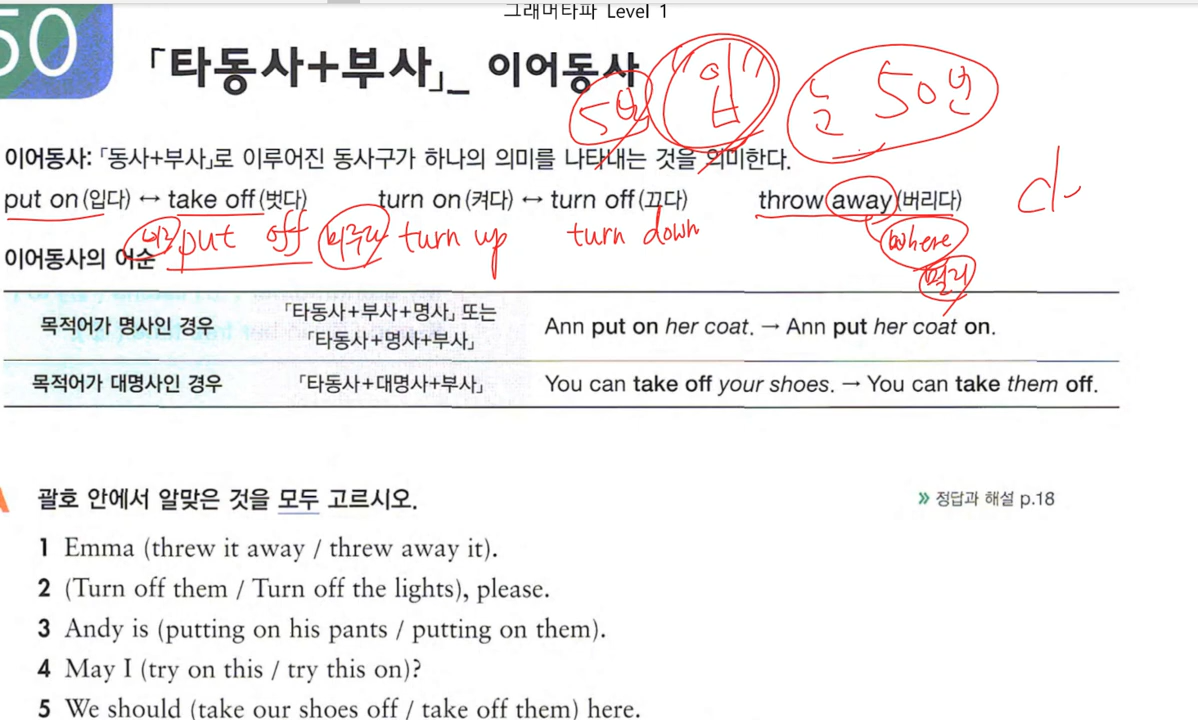 그래머타파 Level 1
50
「타동사+부사」_ 이어동사
5번 "입" 눈 50번
이어동사: 「동사+부사」로 이루어진 동사구가 하나의 의미를 나타내는 것을 의미한다.
put on (입다) ↔ take off (벗다) turn on (켜다) ↔ turn off (끄다) throw away (버리다)
이어동사의 어순
미루 put off turn up turn down where
멀리
목적어가 명사인 경우 「타동사+부사+명사」 또는 「타동사+명사+부사」 Ann put on her coat. → Ann put her coat on.
목적어가 대명사인 경우 「타동사+대명사+부사」 You can take off your shoes. → You can take them off.
괄호 안에서 알맞은 것을 모두 고르시오. » 정답과 해설 p.18
1 Emma (threw it away / threw away it).
2 (Turn off them / Turn off the lights), please.
3 Andy is (putting on his pants / putting on them).
4 May I (try on this / try this on)?
5 We should (take our shoes off / take off them) here.